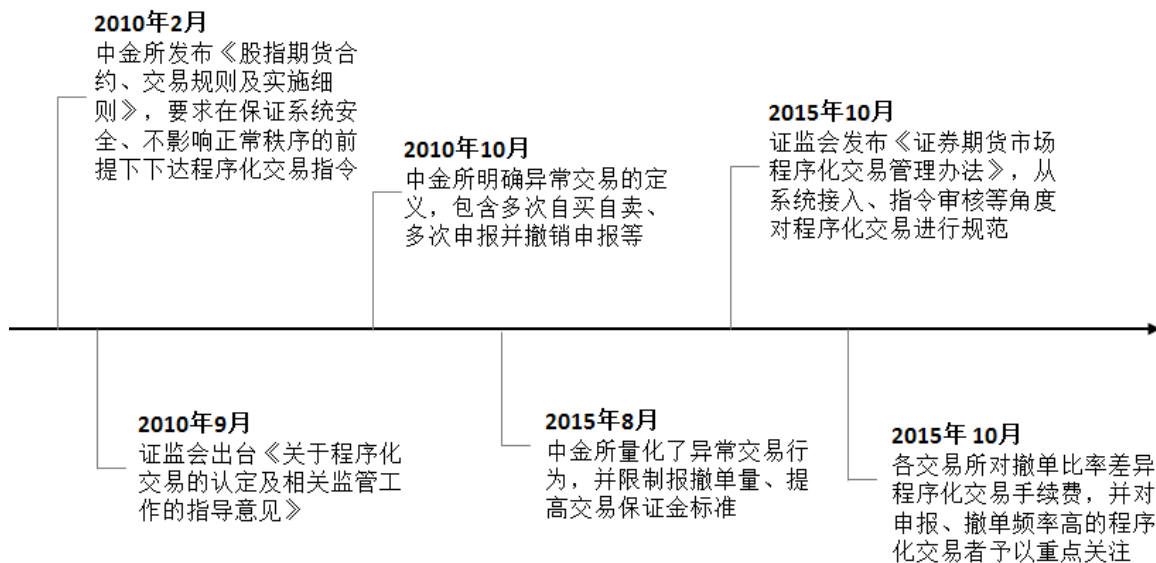 2010年2月
中金所发布《股指期货合
约、交易规则及实施细
则》，要求在保证系统安
全、不影响正常秩序的前
提下下达程序化交易指令
2010年9月
证监会出台《关于程序化
交易的认定及相关监管工
作的指导意见》
2010年10月
中金所明确异常交易的定
义，包含多次自买自卖、
多次申报并撤销申报等
2015年8月
中金所量化了异常交易行
为，并限制报撤单量、提
高交易保证金标准
2015年10月
证监会发布《证券期货市场
程序化交易管理办法》，从
系统接入、指令审核等角度
对程序化交易进行规范
2015年 10月
各交易所对撤单比率差异
程序化交易手续费，并对
申报、撤单频率高的程序
化交易者予以重点关注